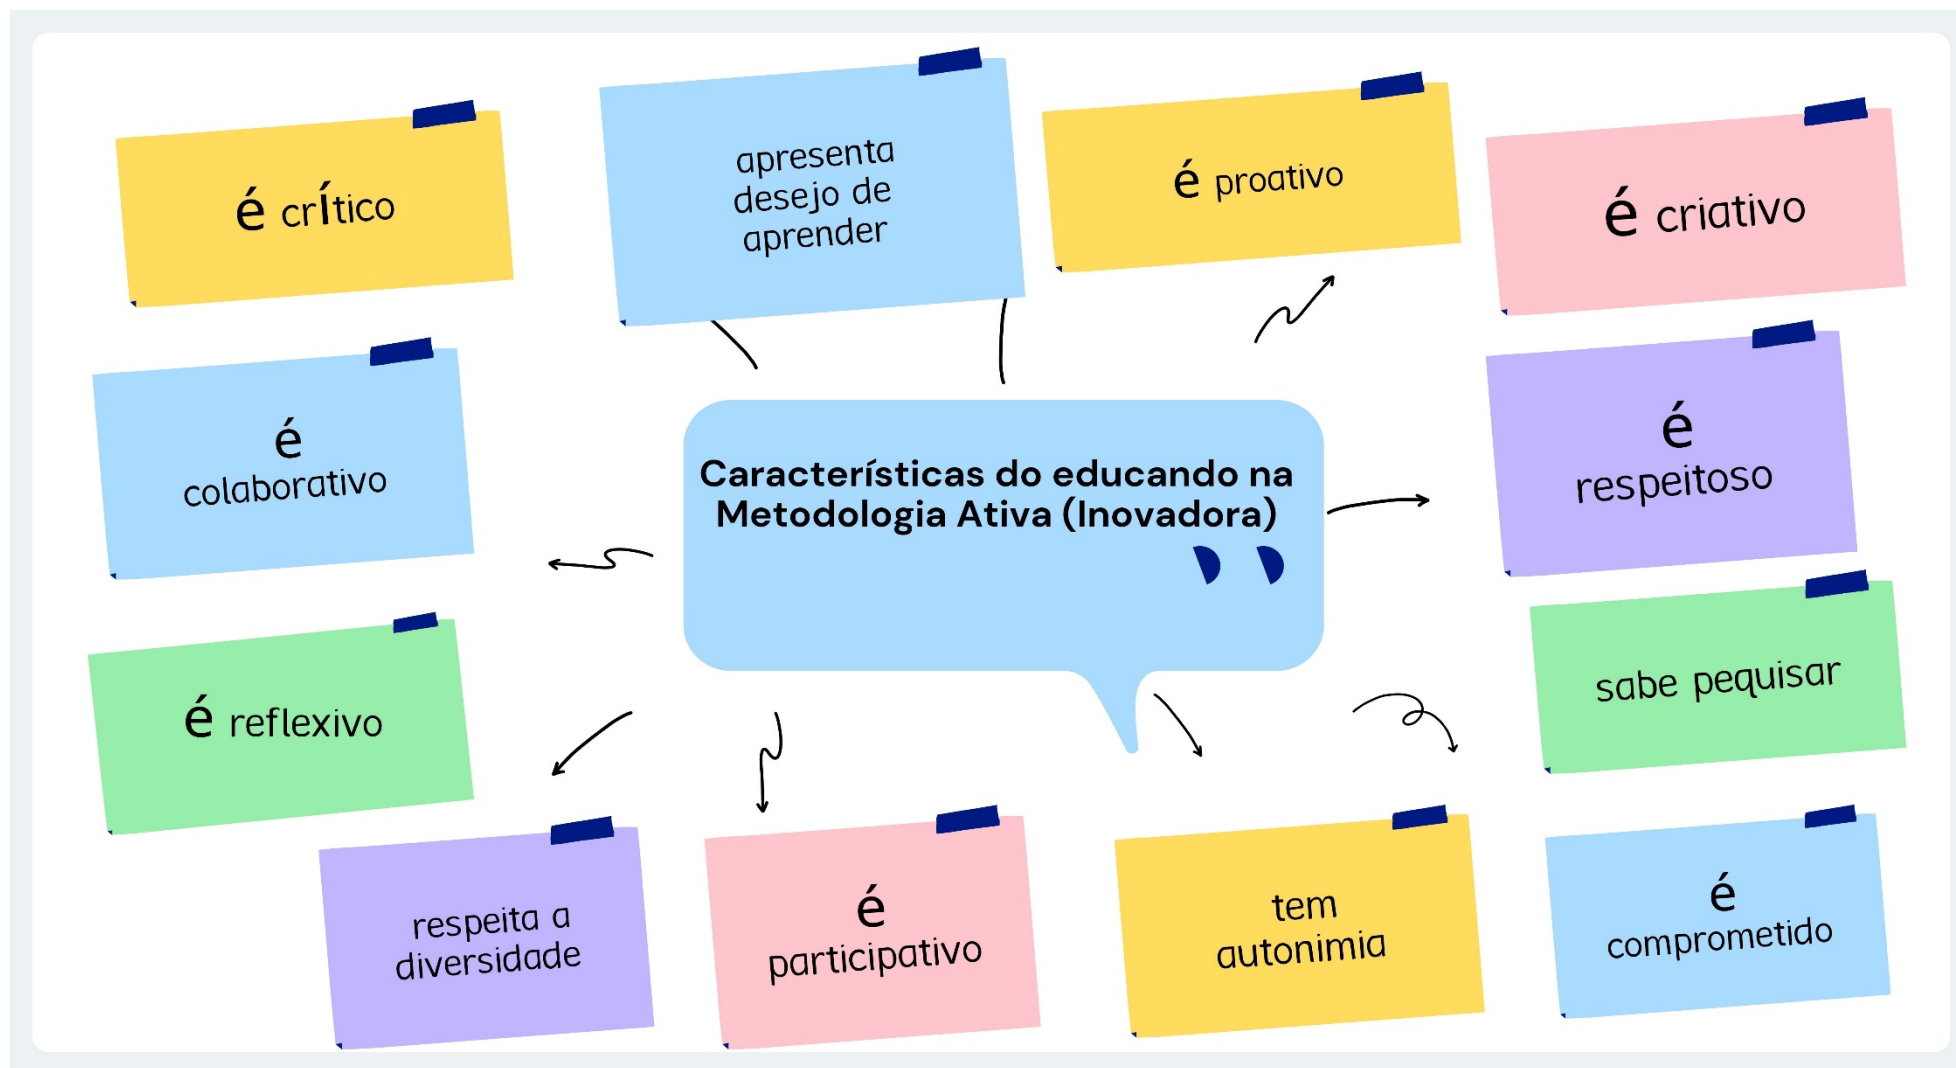 é crítico
apresenta
desejo de
aprender
é proativo
é criativo
é
colaborativo
Características do educando na
Metodologia Ativa (Inovadora)
é
respeitoso
é reflexivo
sabe pequisar
respeita a
diversidade
é
participativo
tem
autonimia
é
comprometido